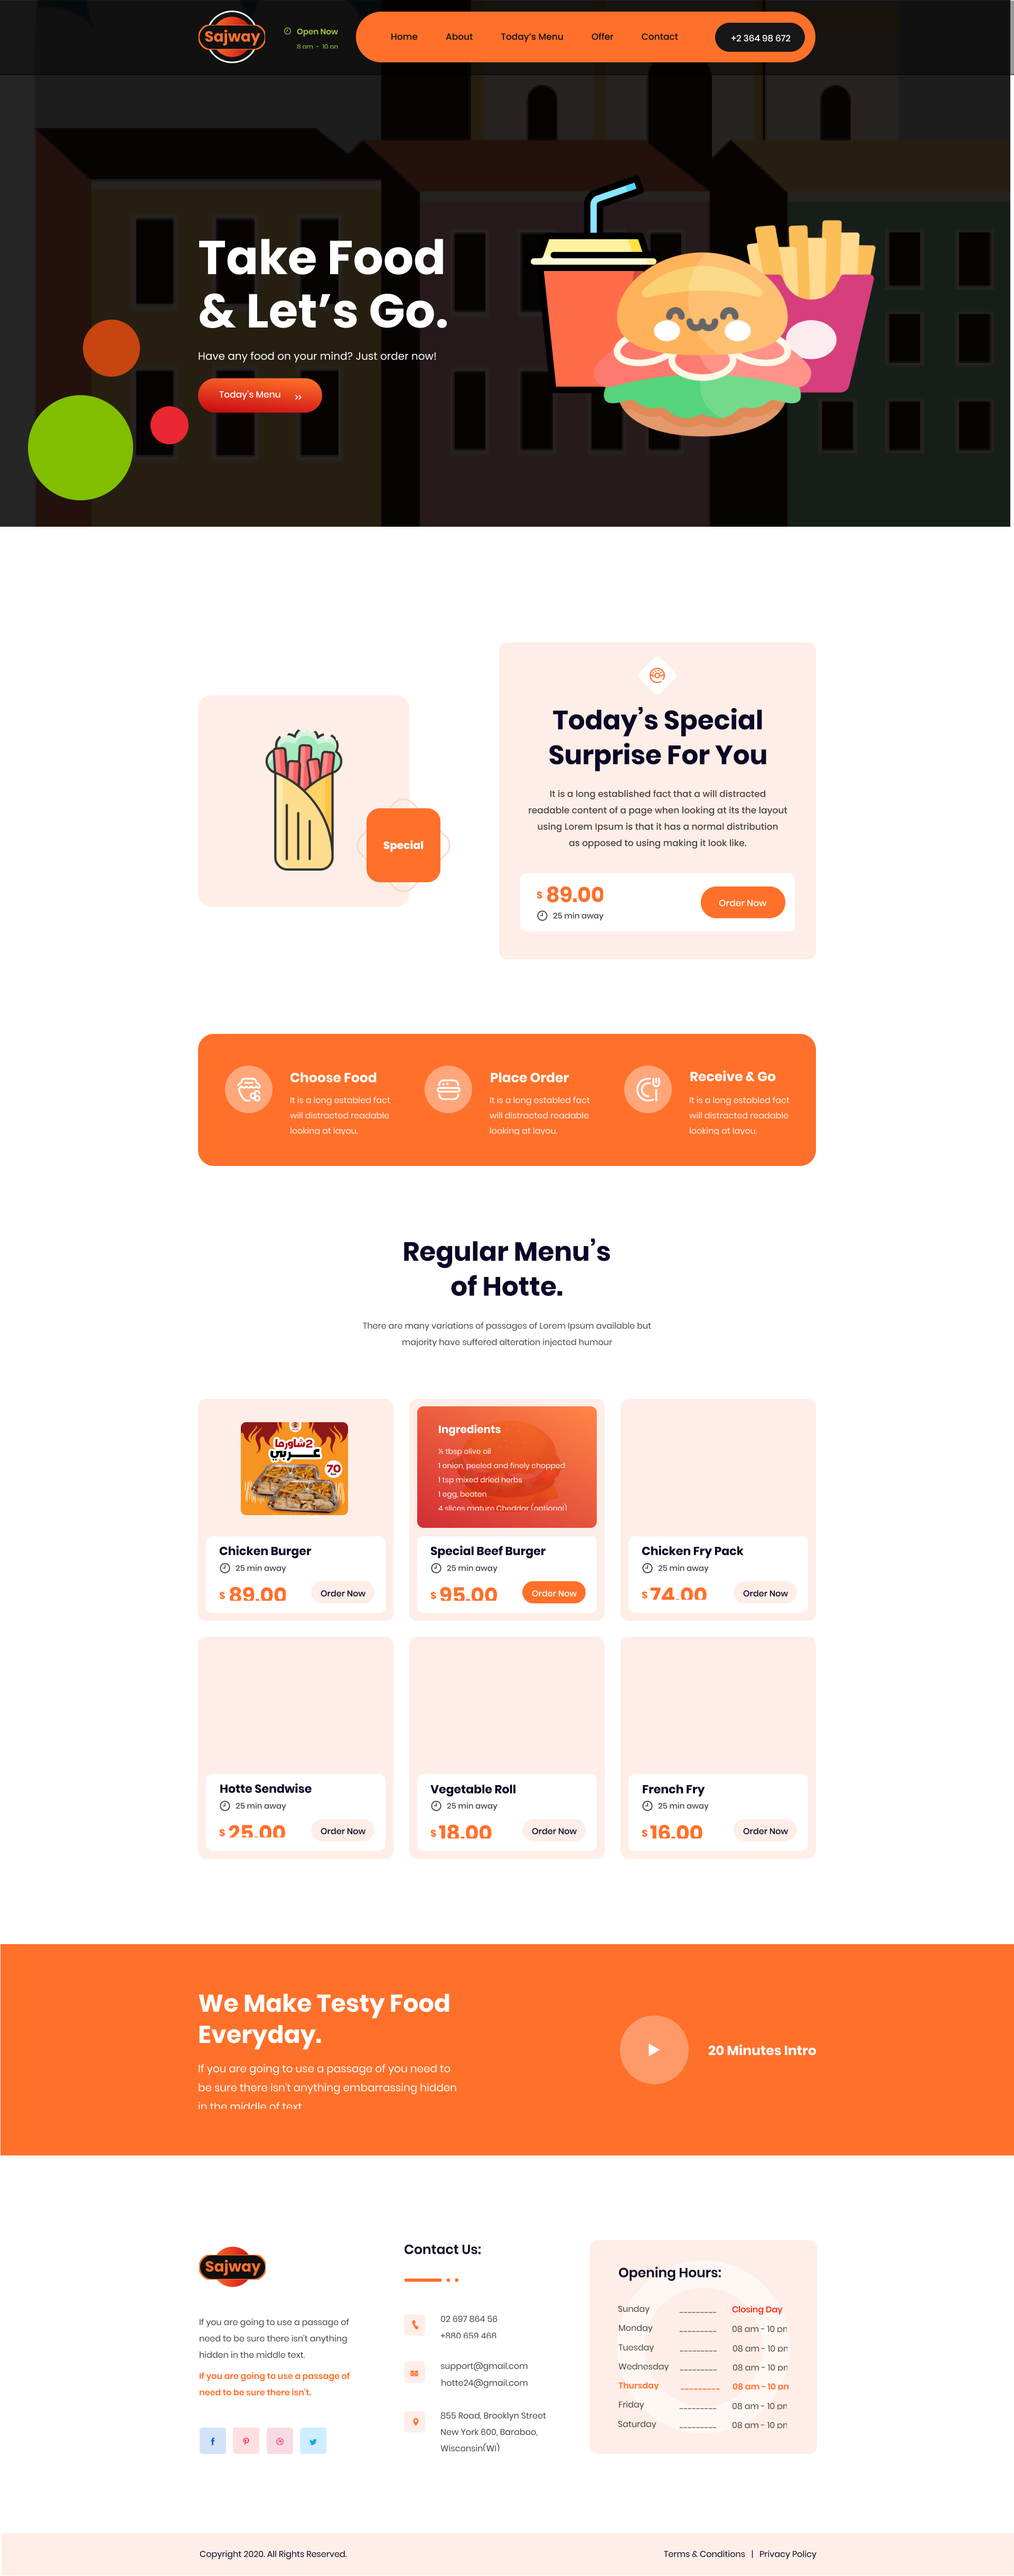 Sajway
Open Now
8 am - 10 pm
Home
About
Today's Menu
Offer
Contact
+2 364 98 672
Take Food
& Let's Go.
Have any food on your mind? Just order now!
Today's Menu
Special
Today's Special
Surprise For You
It is a long established fact that a will distracted
readable content of a page when looking at its the layout
using Lorem Ipsum is that it has a normal distribution
as opposed to using making it look like.
$ 89.00
25 min away
Order Now
Choose Food
It is a long establed fact
will distracted readable
looking at layou.
Place Order
It is a long establed fact
will distracted readable
looking at layou.
Receive & Go
It is a long establed fact
will distracted readable
looking at layou.
Regular Menu's
of Hotte.
There are many variations of passages of Lorem Ipsum available but
majority have suffered alteration injected humour
2 شاورما
عربي
70
Chicken Burger
25 min away
$ 89.00
Order Now
Ingredients
½ tbsp olive oil
1 onion, peeled and finely chopped
1 tsp mixed dried herbs
1 egg, beaten
4 slices mature Cheddar (optional)
Special Beef Burger
25 min away
$ 95.00
Order Now
Chicken Fry Pack
25 min away
$ 74.00
Order Now
Hotte Sendwise
25 min away
$ 25.00
Order Now
Vegetable Roll
25 min away
$ 18.00
Order Now
French Fry
25 min away
$ 16.00
Order Now
We Make Testy Food
Everyday.
If you are going to use a passage of you need to
be sure there isn't anything embarrassing hidden
in the middle of text
20 Minutes Intro
Sajway
If you are going to use a passage of
need to be sure there isn't anything
hidden in the middle text.
If you are going to use a passage of
need to be sure there isn't.
Contact Us:
02 697 864 56
+880 659 468
support@gmail.com
hotte24@gmail.com
855 Road, Brooklyn Street
New York 600, Baraboo,
Wisconsin(WI)
Opening Hours:
Sunday _________ Closing Day
Monday _________ 08 am - 10 pm
Tuesday _________ 08 am - 10 pm
Wednesday _________ 08 am - 10 pm
Thursday _________ 08 am - 10 pm
Friday _________ 08 am - 10 pm
Saturday _________ 08 am - 10 pm
Copyright 2020. All Rights Reserved.
Terms & Conditions | Privacy Policy